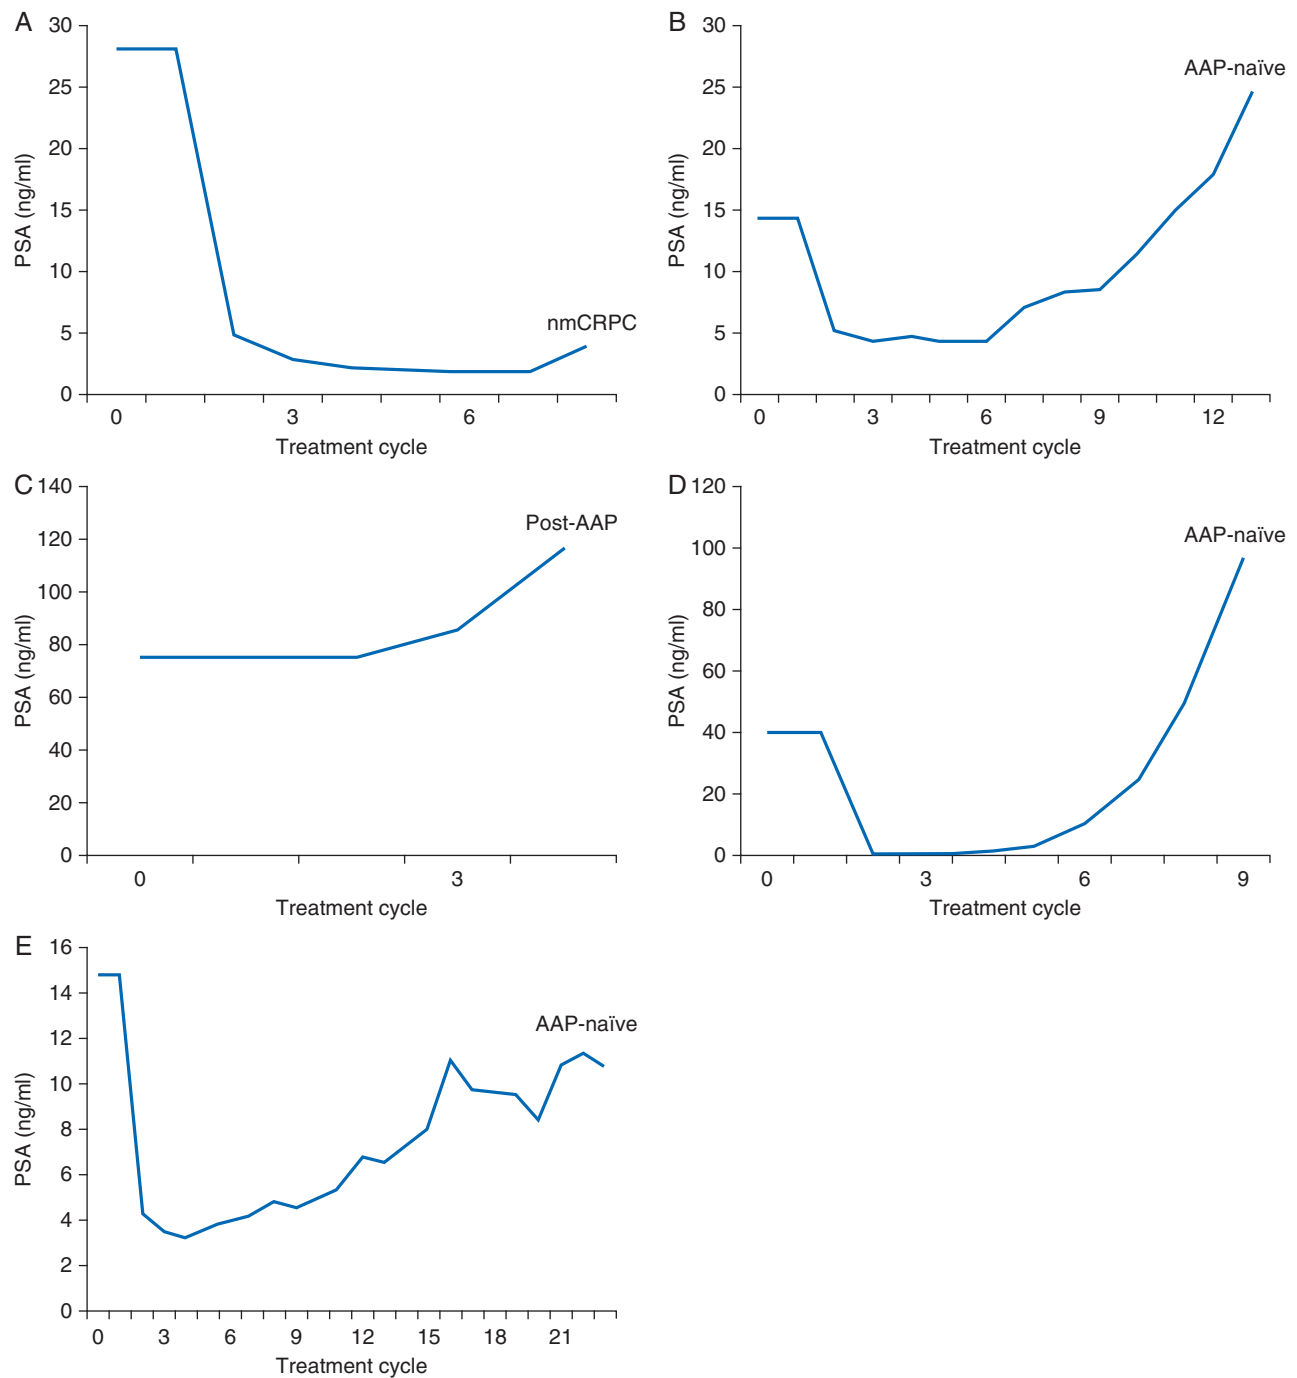 A
30
25
20
15
10
5
0
PSA (ng/ml)
nmCRPC
0 3 6
Treatment cycle
B
30
25
20
15
10
5
0
PSA (ng/ml)
AAP-naïve
0 3 6 9 12
Treatment cycle
C
140
120
100
80
60
40
20
0
PSA (ng/ml)
Post-AAP
0 3
Treatment cycle
D
120
100
80
60
40
20
0
PSA (ng/ml)
AAP-naïve
0 3 6 9
Treatment cycle
E
16
14
12
10
8
6
4
2
0
PSA (ng/ml)
AAP-naïve
0 3 6 9 12 15 18 21
Treatment cycle